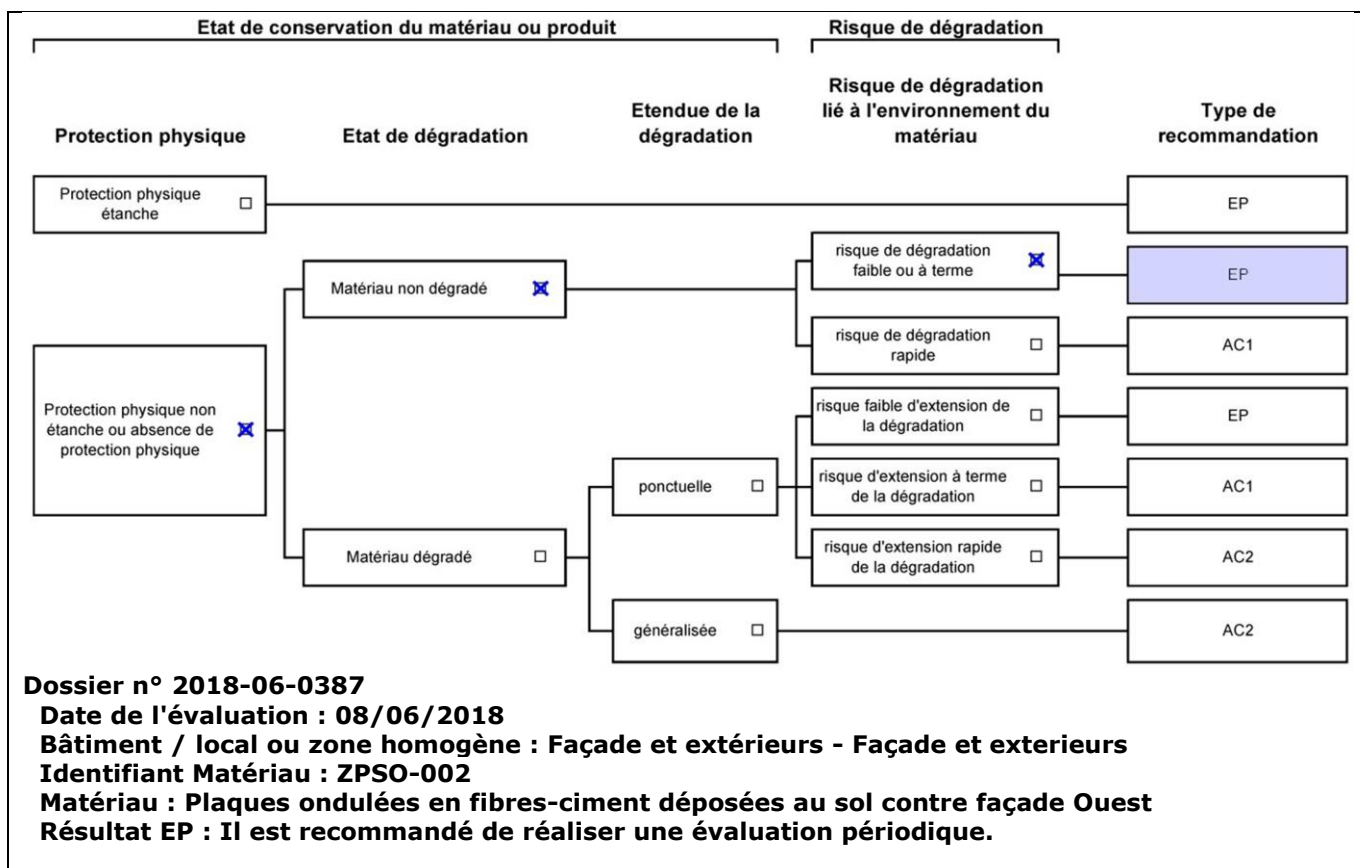 Etat de conservation du matériau ou produit
Risque de dégradation
Protection physique
Etat de dégradation
Etendue de la
dégradation
Risque de dégradation
lié à l'environnement du
matériau
Type de
recommandation
Protection physique
étanche
EP
risque de dégradation
faible ou à terme
EP
Matériau non dégradé
risque de dégradation
rapide
AC1
Protection physique non
étanche ou absence de
protection physique
risque faible d'extension de
la dégradation
EP
ponctuelle
risque d'extension à terme
de la dégradation
AC1
Matériau dégradé
risque d'extension rapide
de la dégradation
AC2
généralisée
AC2
Dossier n° 2018-06-0387
Date de l'évaluation : 08/06/2018
Bâtiment / local ou zone homogène : Façade et extérieurs - Façade et exterieurs
Identifiant Matériau : ZPSO-002
Matériau : Plaques ondulées en fibres-ciment déposées au sol contre façade Ouest
Résultat EP : Il est recommandé de réaliser une évaluation périodique.